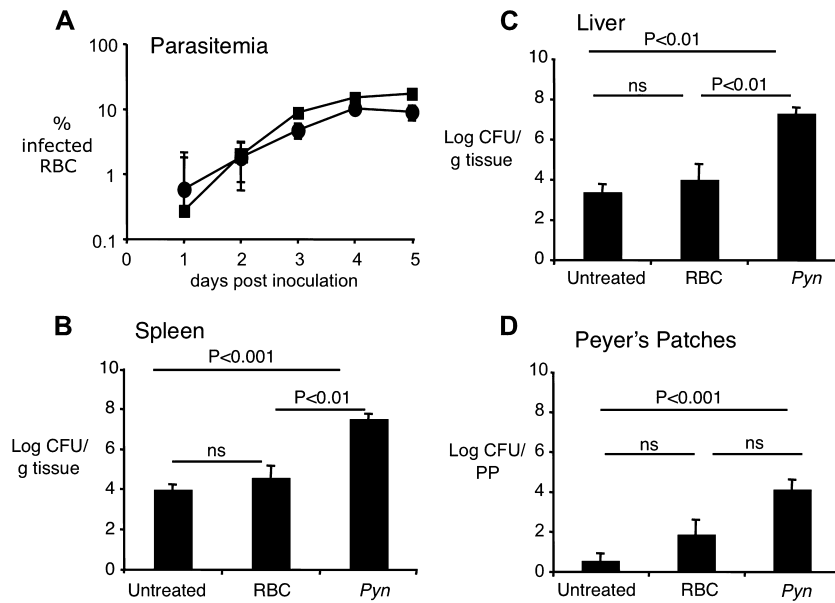 A
Parasitemia
%
infected
RBC
100
10
1
0.1
0 1 2 3 4 5
days post inoculation
B
Spleen
P<0.001
P<0.01
ns
Log CFU/
g tissue
10
8
6
4
2
0
Untreated RBC Pyn
C
Liver
P<0.01
ns P<0.01
Log CFU/
g tissue
10
8
6
4
2
0
Untreated RBC Pyn
D
Peyer's Patches
P<0.001
ns ns
Log CFU/
PP
10
8
6
4
2
0
Untreated RBC Pyn